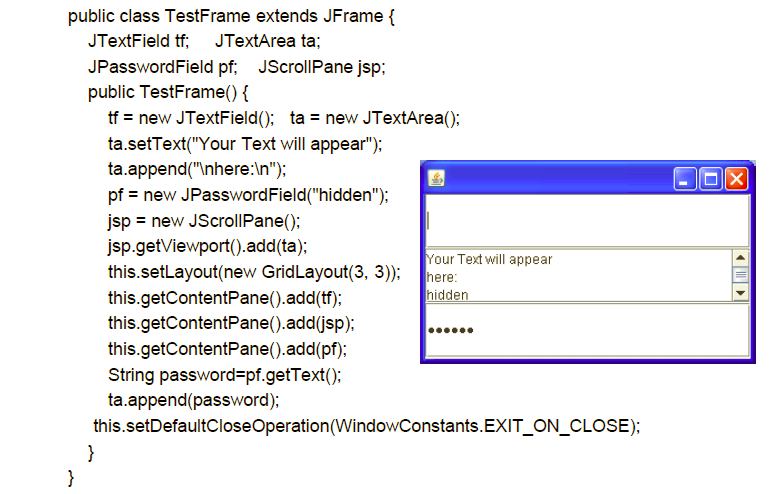 public class TestFrame extends JFrame {
JTextField tf; JTextArea ta;
JPasswordField pf; JScrollPane jsp;
public TestFrame() {
tf = new JTextField(); ta = new JTextArea();
ta.setText("Your Text will appear");
ta.append("\nhere:\n");
pf = new JPasswordField("hidden");
jsp = new JScrollPane();
jsp.getViewport().add(ta);
this.setLayout(new GridLayout(3, 3));
this.getContentPane().add(tf);
this.getContentPane().add(jsp);
this.getContentPane().add(pf);
String password=pf.getText();
ta.append(password);
this.setDefaultCloseOperation(WindowConstants.EXIT_ON_CLOSE);
}
}
Your Text will appear
here:
hidden
••••••